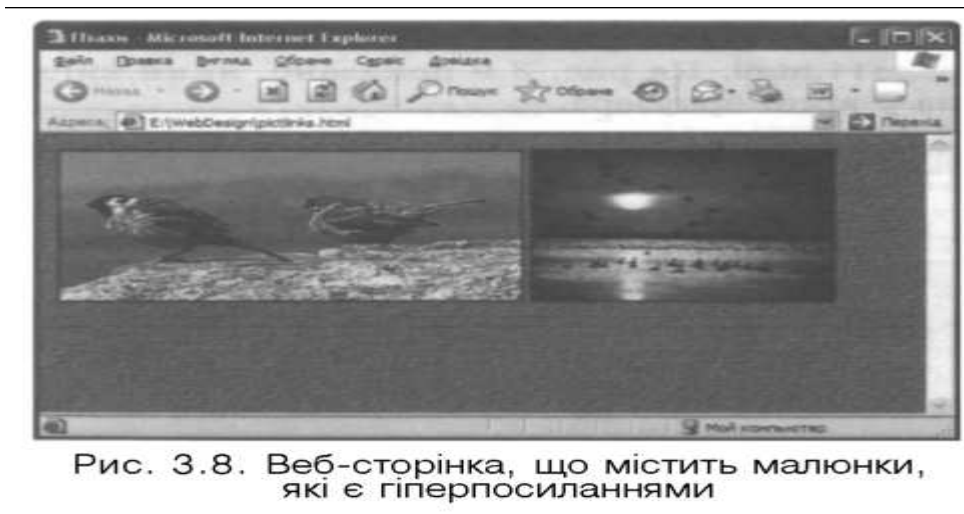 Птахи - Microsoft Internet Explorer
Файл Правка Вигляд Обране Сервіс Довідка
Назад Пошук Обране
Адреса: E:\WebDesign\pictlinks.html Перехід
Мой компьютер
Рис. 3.8. Веб-сторінка, що містить малюнки,
які є гіперпосиланнями